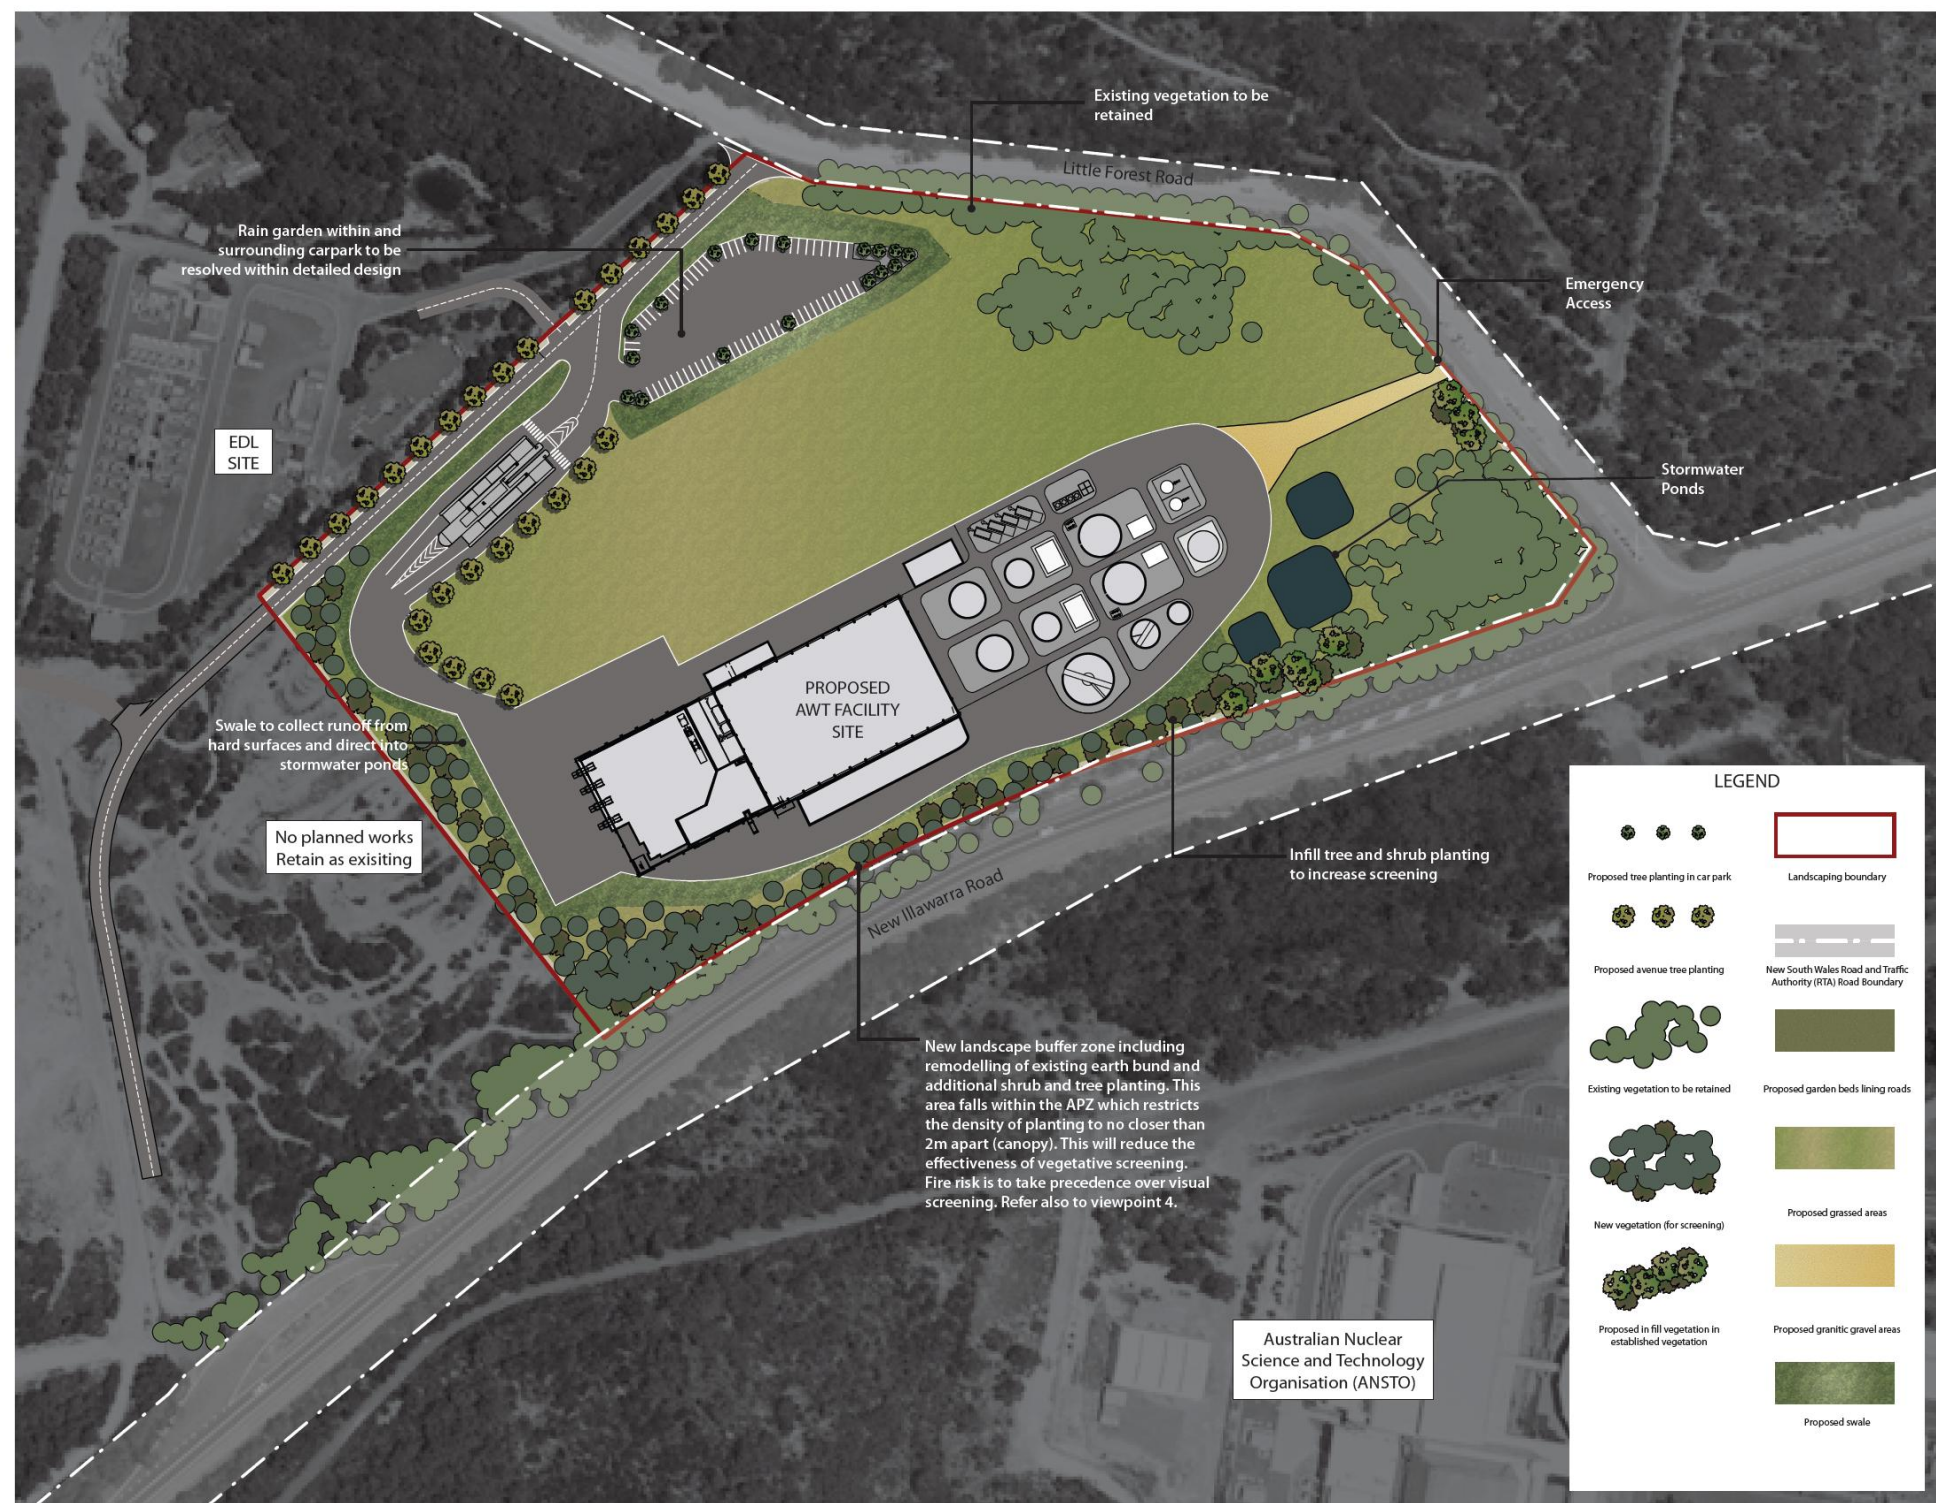 Existing vegetation to be
retained
Little Forest Road
Rain garden within and
surrounding carpark to be
resolved within detailed design
Emergency
Access
EDL
SITE
Stormwater
Ponds
PROPOSED
AWT FACILITY
SITE
Swale to collect runoff from
hard surfaces and direct into
stormwater ponds
No planned works
Retain as exisiting
Infill tree and shrub planting
to increase screening
New Illawarra Road
New landscape buffer zone including
remodelling of existing earth bund and
additional shrub and tree planting. This
area falls within the APZ which restricts
the density of planting to no closer than
2m apart (canopy). This will reduce the
effectiveness of vegetative screening.
Fire risk is to take precedence over visual
screening. Refer also to viewpoint 4.
Australian Nuclear
Science and Technology
Organisation (ANSTO)
LEGEND
Proposed tree planting in car park
Landscaping boundary
Proposed avenue tree planting
New South Wales Road and Traffic
Authority (RTA) Road Boundary
Existing vegetation to be retained
Proposed garden beds lining roads
New vegetation (for screening)
Proposed grassed areas
Proposed in fill vegetation in
established vegetation
Proposed granitic gravel areas
Proposed swale